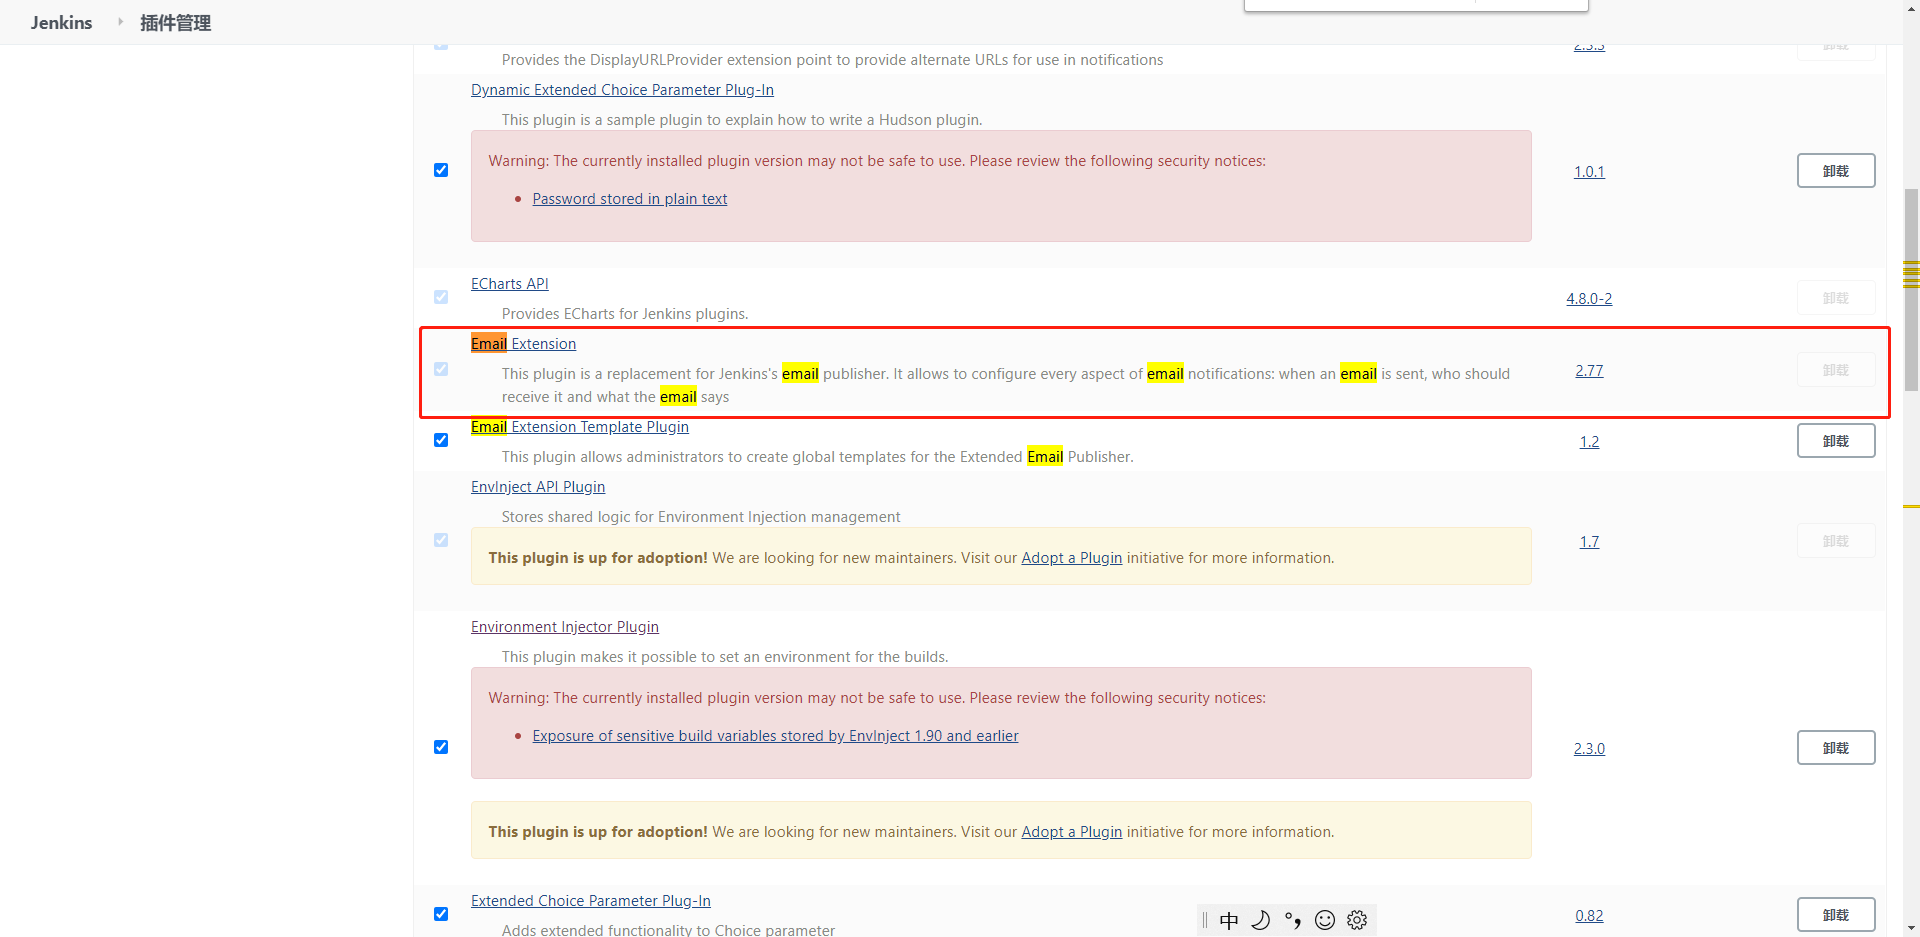 Jenkins 插件管理
2.3.3 卸载
Provides the DisplayURLProvider extension point to provide alternate URLs for use in notifications
Dynamic Extended Choice Parameter Plug-In
This plugin is a sample plugin to explain how to write a Hudson plugin.
Warning: The currently installed plugin version may not be safe to use. Please review the following security notices:
Password stored in plain text
1.0.1 卸载
ECharts API
Provides ECharts for Jenkins plugins.
4.8.0-2 卸载
Email Extension
This plugin is a replacement for Jenkins's email publisher. It allows to configure every aspect of email notifications: when an email is sent, who should
receive it and what the email says
2.77 卸载
Email Extension Template Plugin
This plugin allows administrators to create global templates for the Extended Email Publisher.
1.2 卸载
EnvInject API Plugin
Stores shared logic for Environment Injection management
This plugin is up for adoption! We are looking for new maintainers. Visit our Adopt a Plugin initiative for more information.
1.7 卸载
Environment Injector Plugin
This plugin makes it possible to set an environment for the builds.
Warning: The currently installed plugin version may not be safe to use. Please review the following security notices:
Exposure of sensitive build variables stored by EnvInject 1.90 and earlier
2.3.0 卸载
This plugin is up for adoption! We are looking for new maintainers. Visit our Adopt a Plugin initiative for more information.
Extended Choice Parameter Plug-In
Adds extended functionality to Choice parameter
0.82 卸载
中